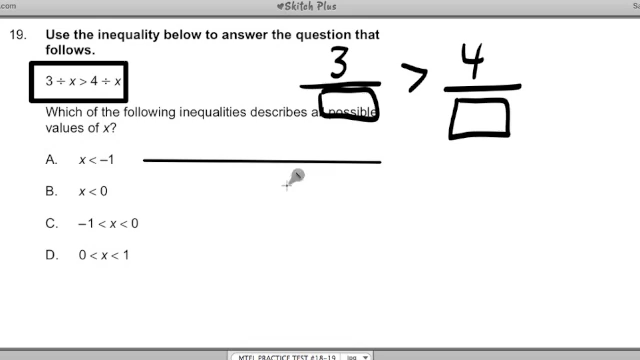 .com
Skitch Plus
Sa
19. Use the inequality below to answer the question that follows.
3 ÷ x > 4 ÷ x
3/□ > 4/□
Which of the following inequalities describes all possible
values of x?
A. x < −1
B. x < 0
C. −1 < x < 0
D. 0 < x < 1
MTEL PRACTICE TEST #18-19
jpg